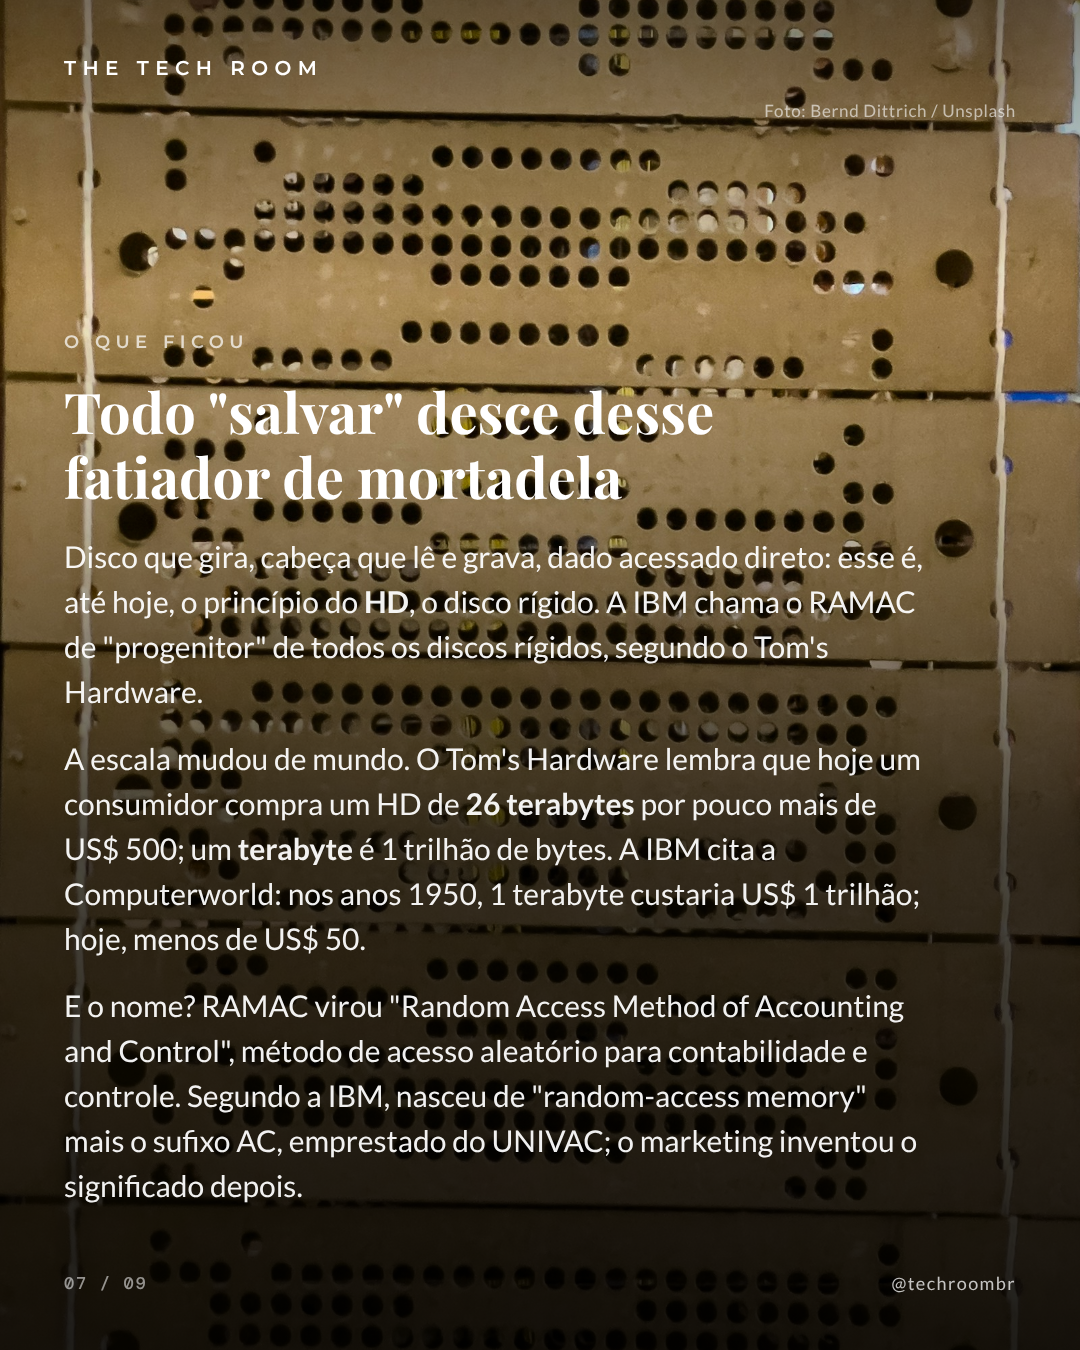 THE TECH ROOM
Foto: Bernd Dittrich / Unsplash
O QUE FICOU
Todo "salvar" desce desse
fatiador de mortadela
Disco que gira, cabeça que lê e grava, dado acessado direto: esse é,
até hoje, o princípio do HD, o disco rígido. A IBM chama o RAMAC
de "progenitor" de todos os discos rígidos, segundo o Tom's
Hardware.
A escala mudou de mundo. O Tom's Hardware lembra que hoje um
consumidor compra um HD de 26 terabytes por pouco mais de
US$ 500; um terabyte é 1 trilhão de bytes. A IBM cita a
Computerworld: nos anos 1950, 1 terabyte custaria US$ 1 trilhão;
hoje, menos de US$ 50.
E o nome? RAMAC virou "Random Access Method of Accounting
and Control", método de acesso aleatório para contabilidade e
controle. Segundo a IBM, nasceu de "random-access memory"
mais o sufixo AC, emprestado do UNIVAC; o marketing inventou o
significado depois.
07 / 09
@techroombr